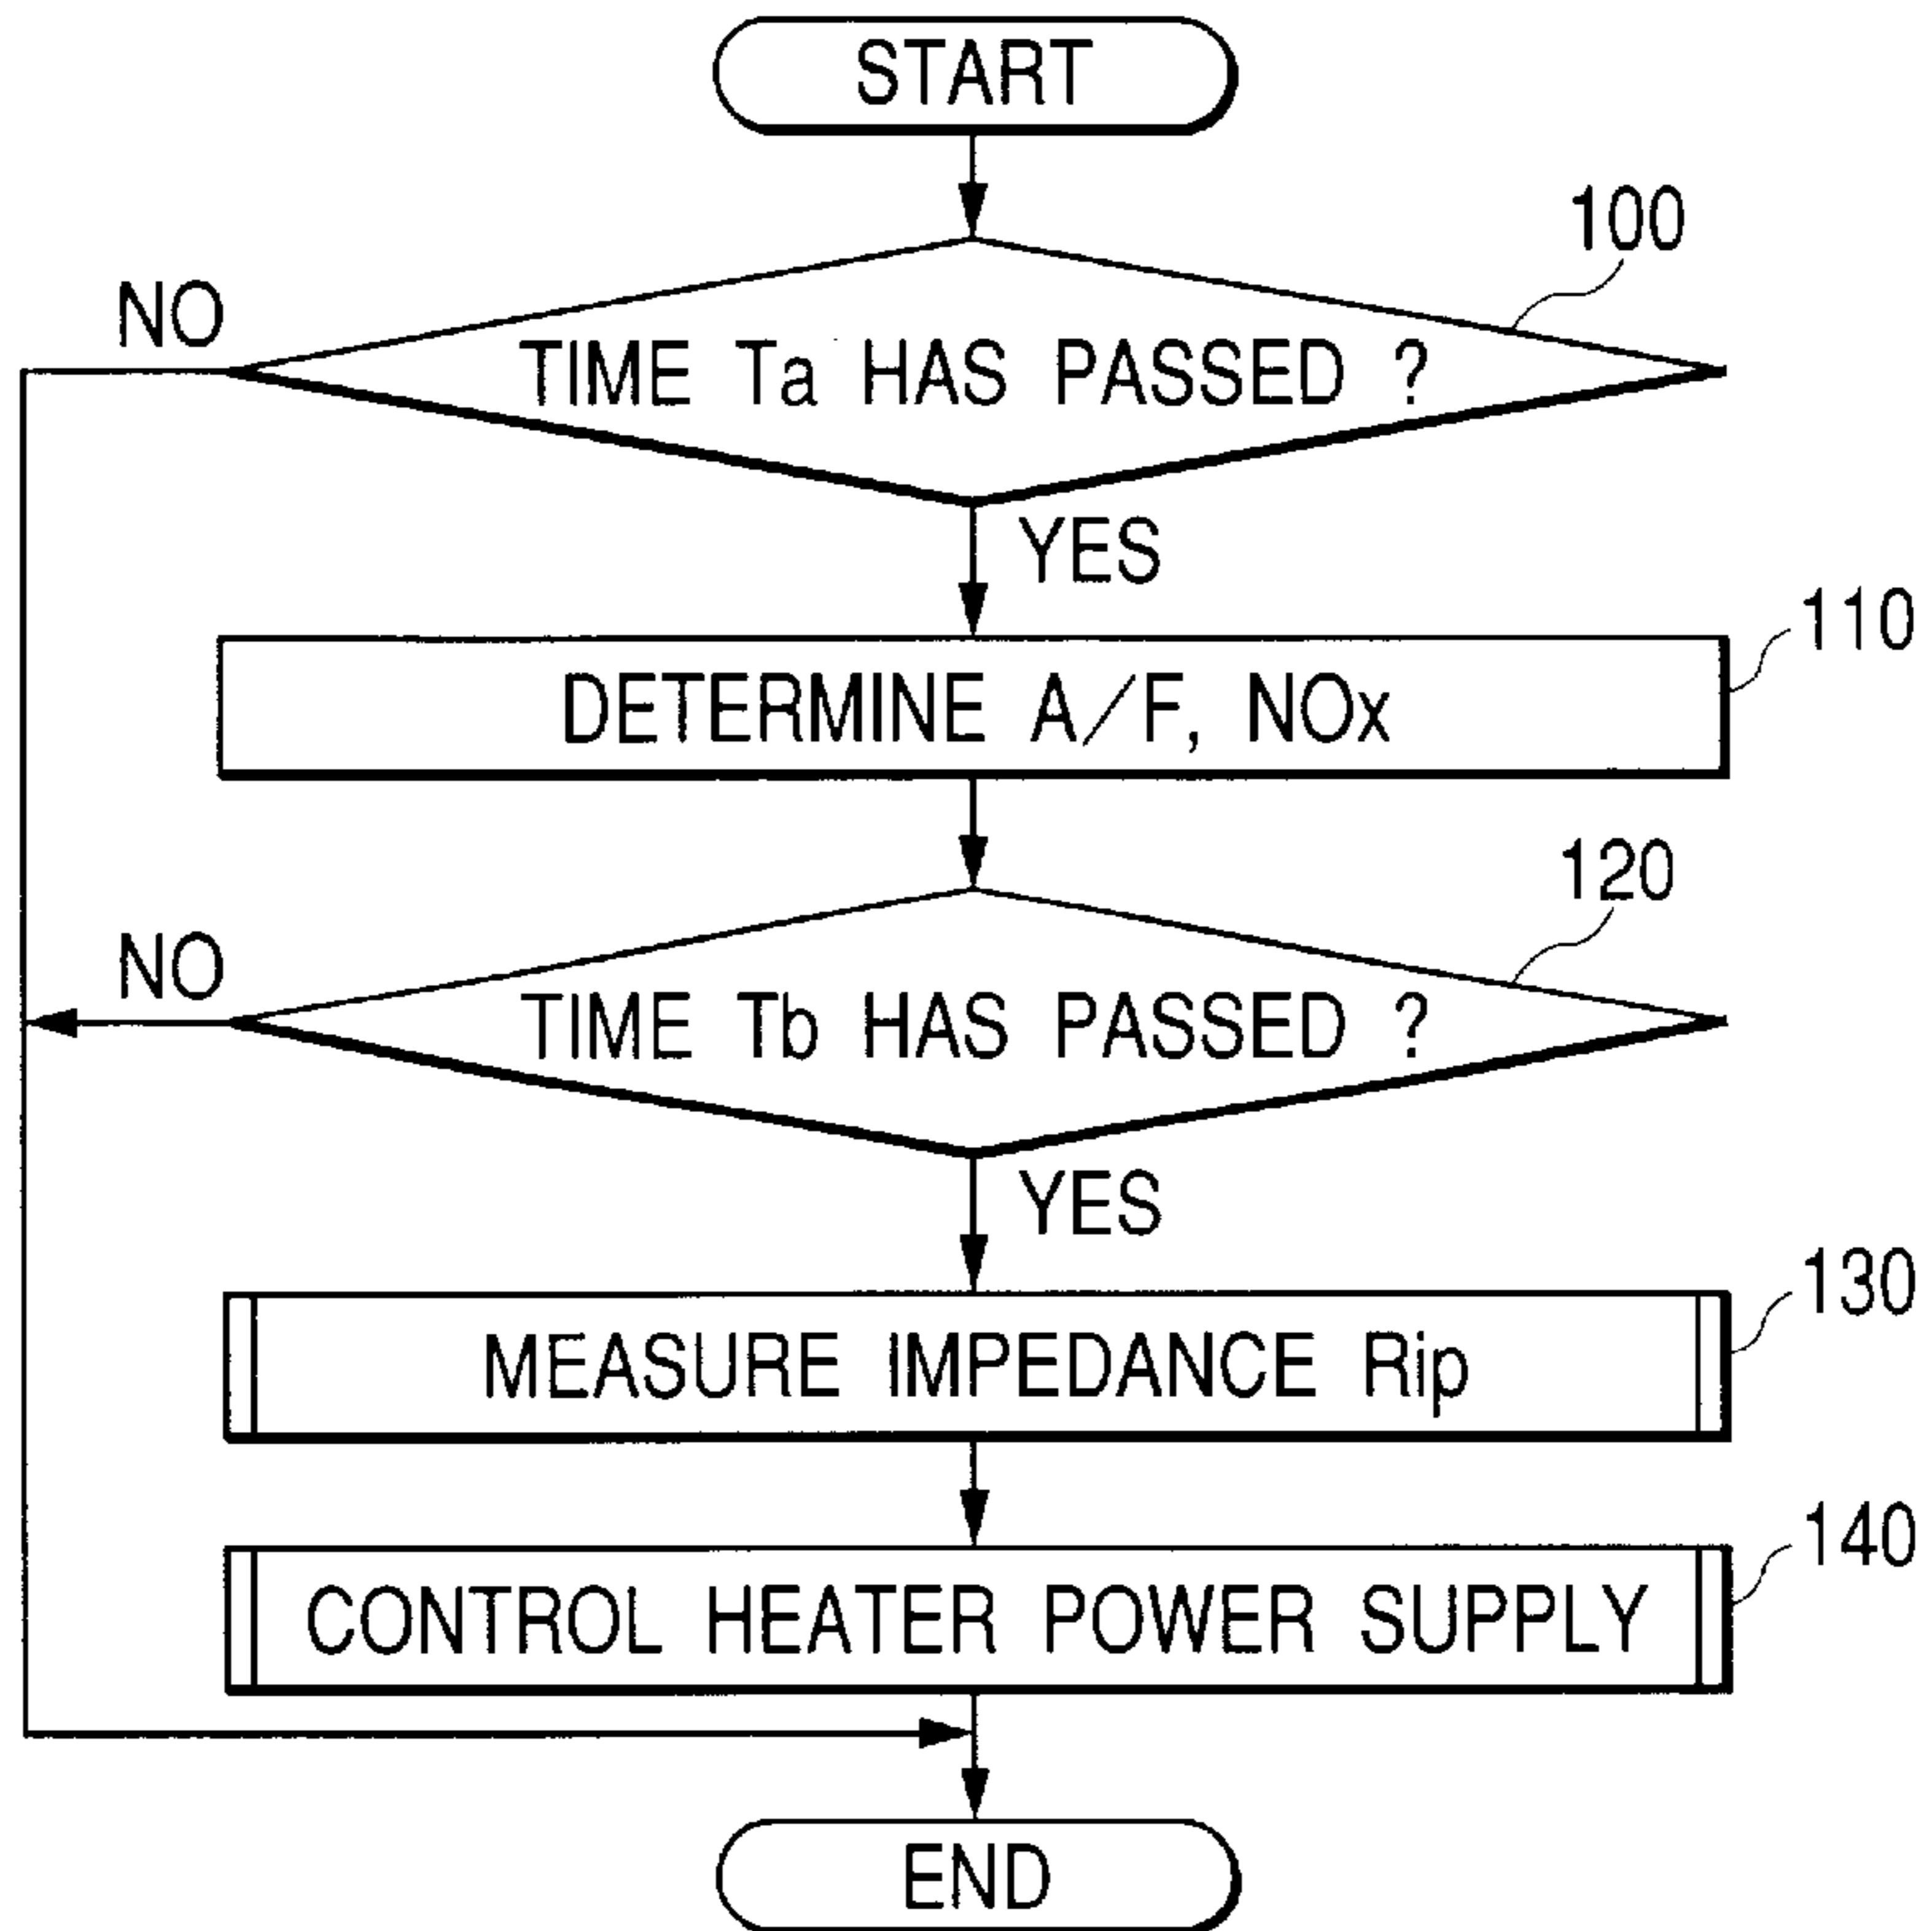 START
100
NO
TIME Ta HAS PASSED ?
YES
110
DETERMINE A/F, NOx
120
NO
TIME Tb HAS PASSED ?
YES
130
MEASURE IMPEDANCE Rip
140
CONTROL HEATER POWER SUPPLY
END